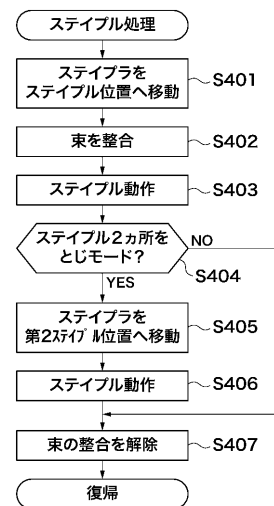 ステイプル処理
ステイプラを
ステイプル位置へ移動
S401
束を整合
S402
ステイプル動作
S403
ステイプル2ヵ所を
とじモード?
NO
S404
YES
ステイプラを
第2ｽﾃｲﾌﾟﾙ位置へ移動
S405
ステイプル動作
S406
束の整合を解除
S407
復帰